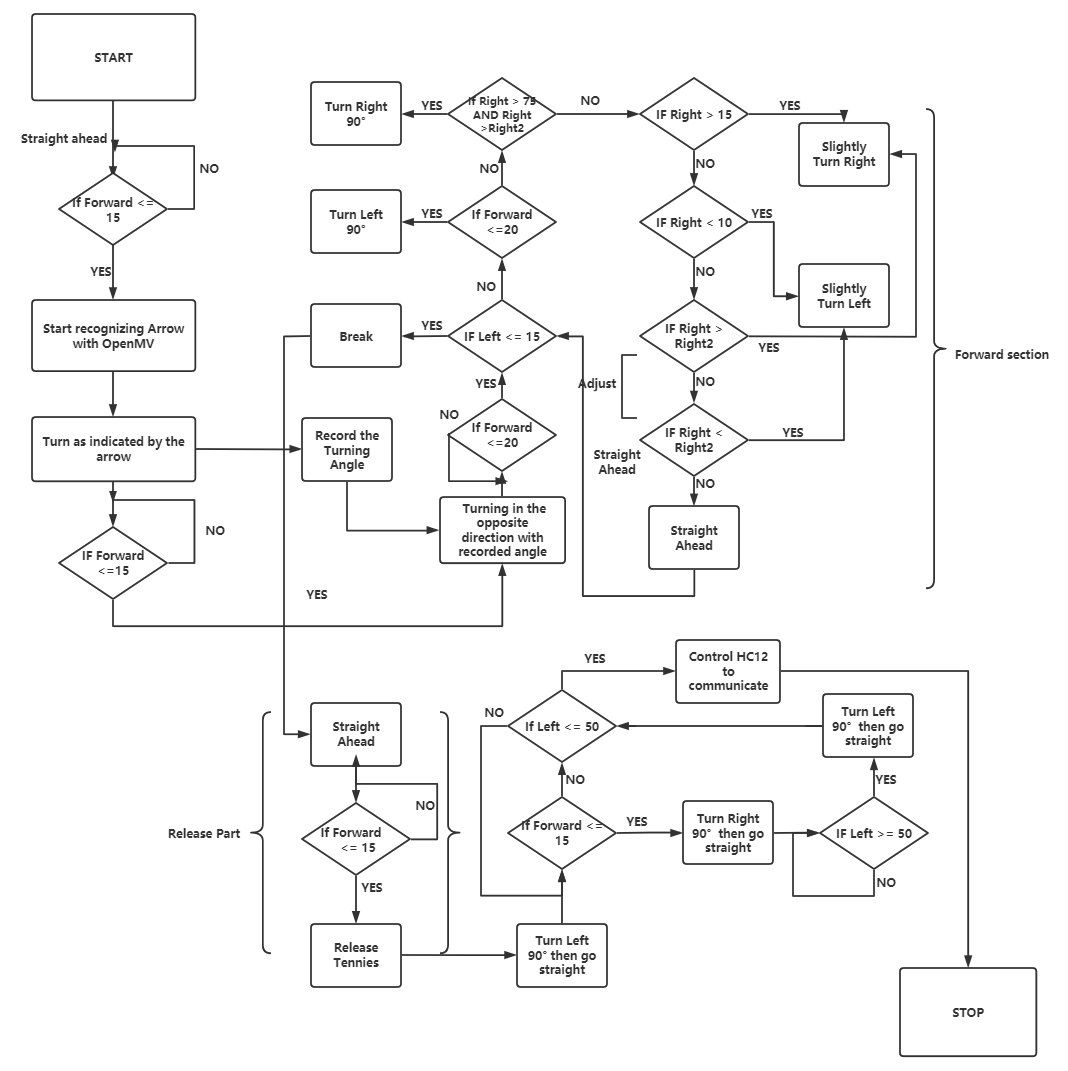 START
Straight ahead
NO
If Forward <=
15
YES
Start recognizing Arrow
with OpenMV
Turn as indicated by the
arrow
NO
IF Forward
<=15
YES
Turn Right
90°
YES
If Right > 75
AND Right
>Right2
NO
NO
Turn Left
90°
YES
If Forward
<=20
NO
Break
YES
IF Left <= 15
YES
NO
If Forward
<=20
Record the
Turning
Angle
Turning in the
opposite
direction with
recorded angle
IF Right > 15
YES
Slightly
Turn Right
NO
IF Right < 10
YES
NO
Slightly
Turn Left
IF Right >
Right2
YES
Adjust
NO
IF Right <
Right2
YES
Straight
Ahead
NO
Straight
Ahead
Forward section
Straight
Ahead
NO
Release Part
If Forward
<= 15
YES
Release
Tennies
Turn Left
90° then go
straight
YES
Control HC12
to
communicate
NO
If Left <= 50
Turn Left
90° then go
straight
NO
YES
If Forward <=
15
YES
Turn Right
90° then go
straight
IF Left >= 50
NO
STOP